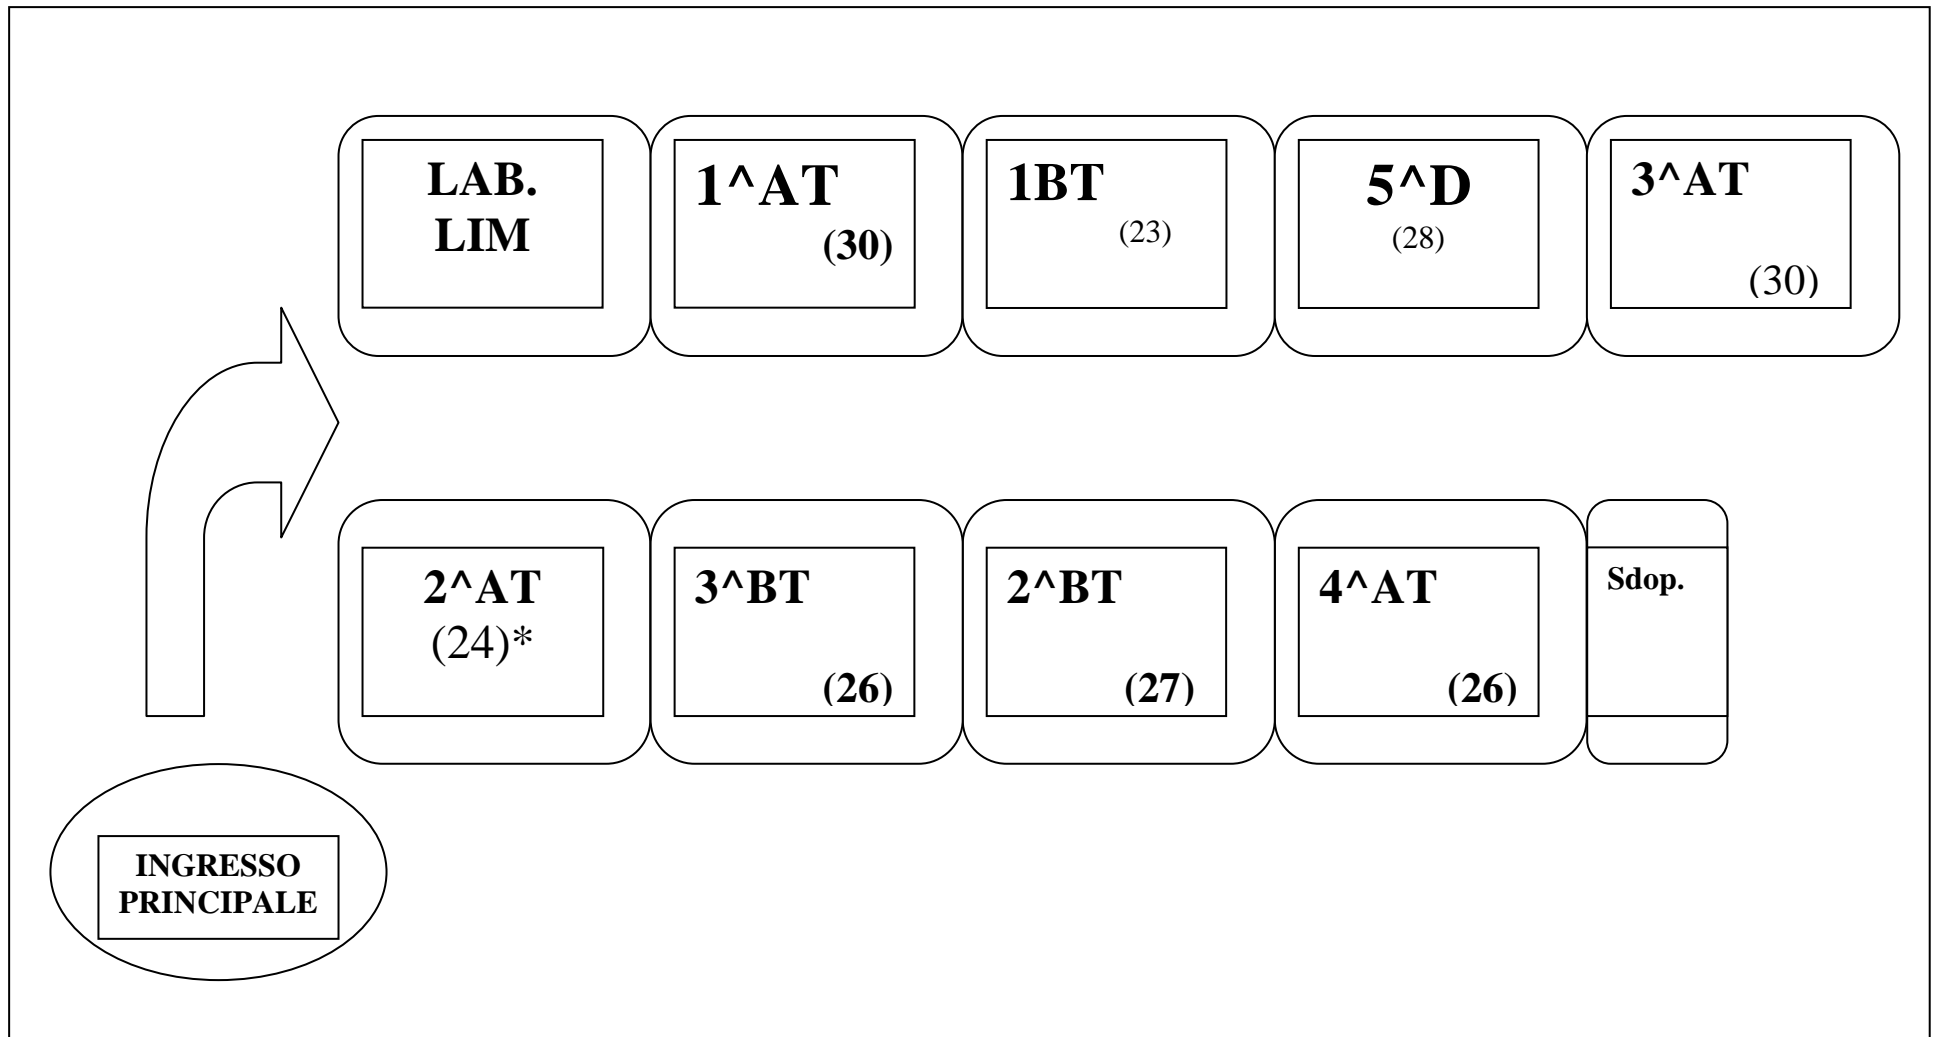 LAB.
LIM
1^AT
(30)
1BT
(23)
5^D
(28)
3^AT
(30)
2^AT
(24)*
3^BT
(26)
2^BT
(27)
4^AT
(26)
Sdop.
INGRESSO
PRINCIPALE